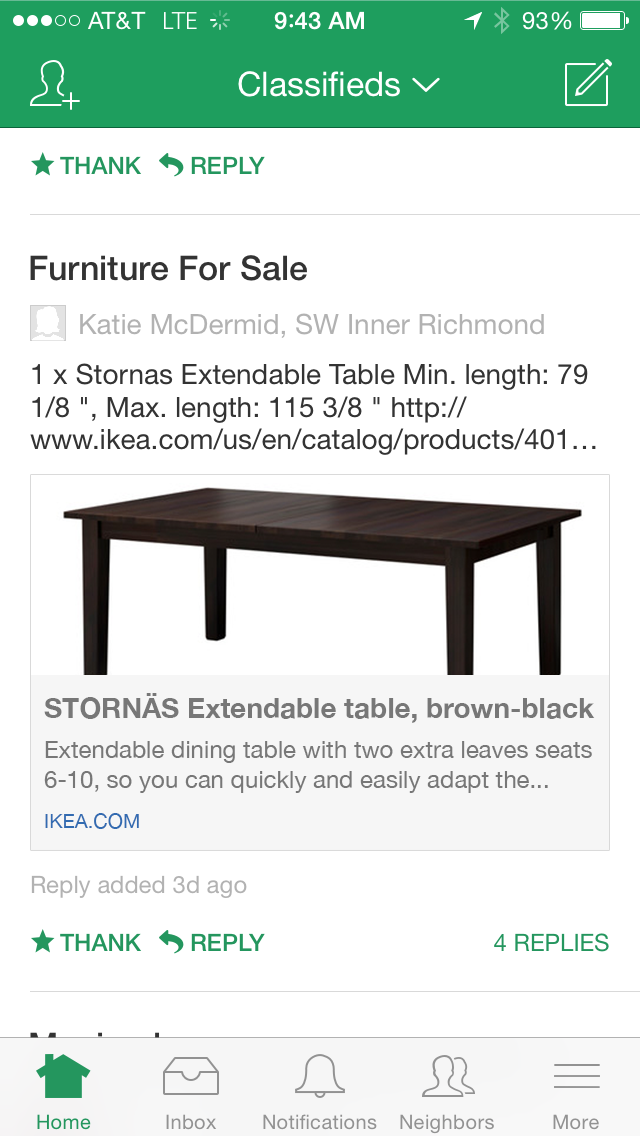 AT&T LTE 9:43 AM 93%
Classifieds
THANK REPLY
Furniture For Sale
Katie McDermid, SW Inner Richmond
1 x Stornas Extendable Table Min. length: 79
1/8 ", Max. length: 115 3/8 " http://
www.ikea.com/us/en/catalog/products/401...
STORNÄS Extendable table, brown-black
Extendable dining table with two extra leaves seats
6-10, so you can quickly and easily adapt the...
IKEA.COM
Reply added 3d ago
THANK REPLY 4 REPLIES
Home Inbox Notifications Neighbors More